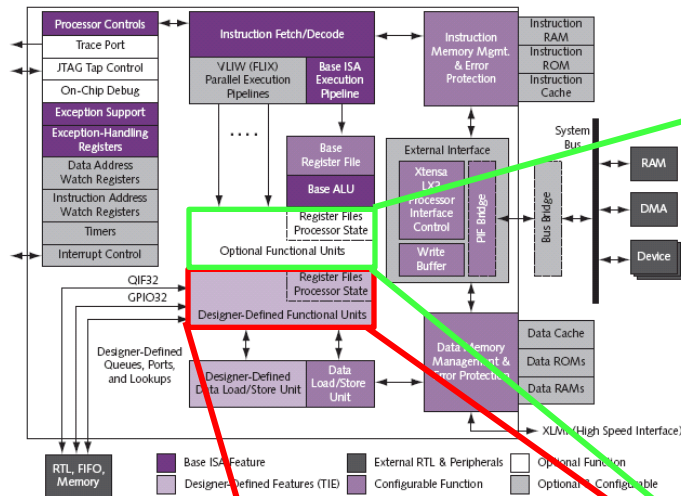 Processor Controls
Trace Port
JTAG Tap Control
On-Chip Debug
Exception Support
Exception-Handling
Registers
Data Address
Watch Registers
Instruction Address
Watch Registers
Timers
Interrupt Control
Instruction Fetch/Decode
VLIW (FLIX)
Parallel Execution
Pipelines
Base ISA
Execution
Pipeline
. . . .
Base
Register File
Base ALU
Register Files
Processor State
Optional Functional Units
Register Files
Processor State
Designer-Defined Functional Units
QIF32
GPIO32
Designer-Defined
Queues, Ports,
and Lookups
Designer-Defined
Data Load/Store Unit
Data
Load/Store
Unit
RTL, FIFO,
Memory
Instruction
Memory Mgmt.
& Error
Protection
Instruction
RAM
Instruction
ROM
Instruction
Cache
External Interface
Xtensa
LX2
Processor
Interface
Control
Write
Buffer
PIF Bridge
Bus Bridge
System
Bus
RAM
DMA
Device
Data Memory
Management &
Error Protection
Data Cache
Data ROMs
Data RAMs
XLMI (High Speed Interface)
Base ISA Feature
External RTL & Peripherals
Optional Function
Designer-Defined Features (TIE)
Configurable Function
Optional & Configurable